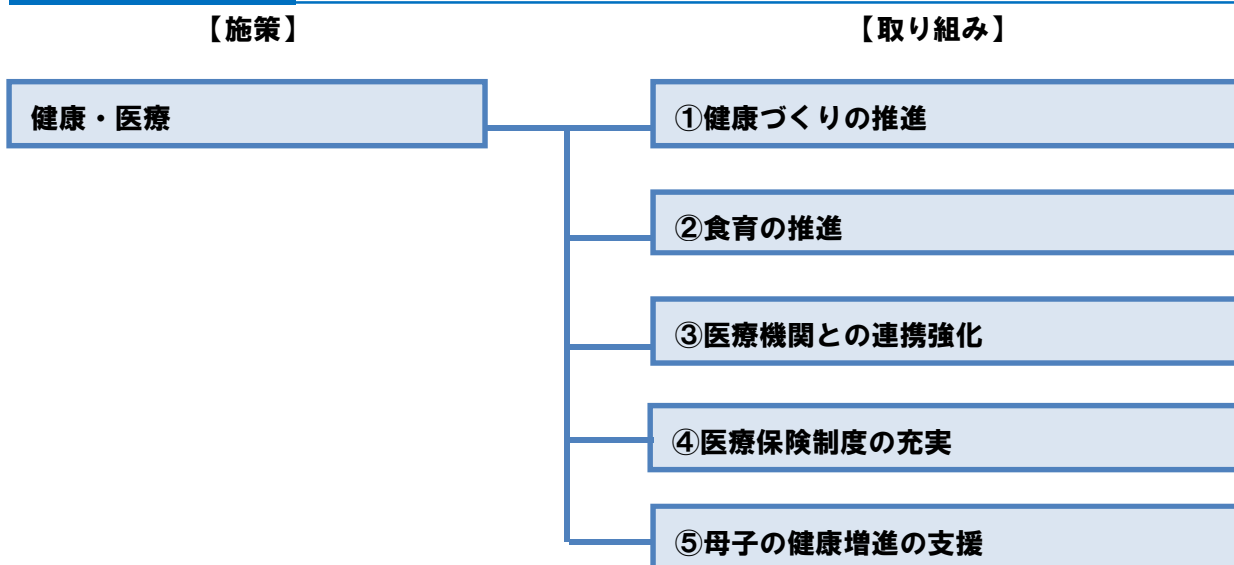 【施策】
【取り組み】
健康・医療
①健康づくりの推進
②食育の推進
③医療機関との連携強化
④医療保険制度の充実
⑤母子の健康増進の支援